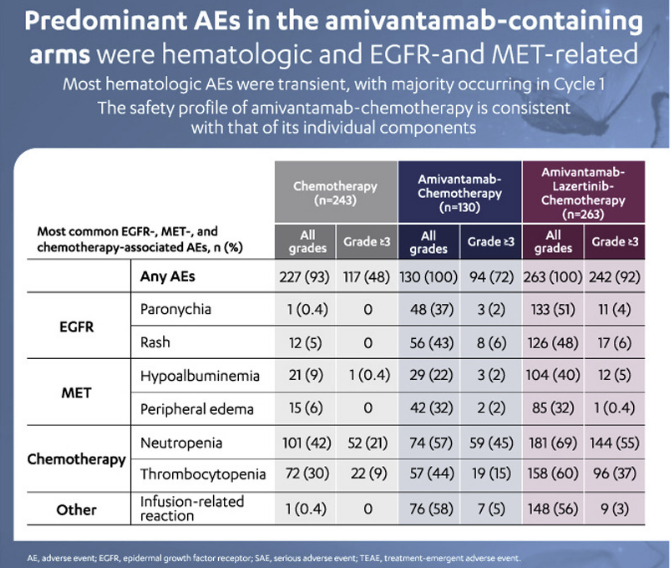 Predominant AEs in the amivantamab-containing
arms were hematologic and EGFR-and MET-related
Most hematologic AEs were transient, with majority occurring in Cycle 1
The safety profile of amivantamab-chemotherapy is consistent
with that of its individual components
Most common EGFR-, MET-, and
chemotherapy-associated AEs, n (%)
Chemotherapy
(n=243)
Amivantamab-
Chemotherapy
(n=130)
Amivantamab-
Lazertinib-
Chemotherapy
(n=263)
All grades Grade ≥3 All grades Grade ≥3 All grades Grade ≥3
Any AEs 227 (93) 117 (48) 130 (100) 94 (72) 263 (100) 242 (92)
EGFR
Paronychia 1 (0.4) 0 48 (37) 3 (2) 133 (51) 11 (4)
Rash 12 (5) 0 56 (43) 8 (6) 126 (48) 17 (6)
MET
Hypoalbuminemia 21 (9) 1 (0.4) 29 (22) 3 (2) 104 (40) 12 (5)
Peripheral edema 15 (6) 0 42 (32) 2 (2) 85 (32) 1 (0.4)
Chemotherapy
Neutropenia 101 (42) 52 (21) 74 (57) 59 (45) 181 (69) 144 (55)
Thrombocytopenia 72 (30) 22 (9) 57 (44) 19 (15) 158 (60) 96 (37)
Other
Infusion-related
reaction 1 (0.4) 0 76 (58) 7 (5) 148 (56) 9 (3)
AE, adverse event; EGFR, epidermal growth factor receptor; SAE, serious adverse event; TEAE, treatment-emergent adverse event.